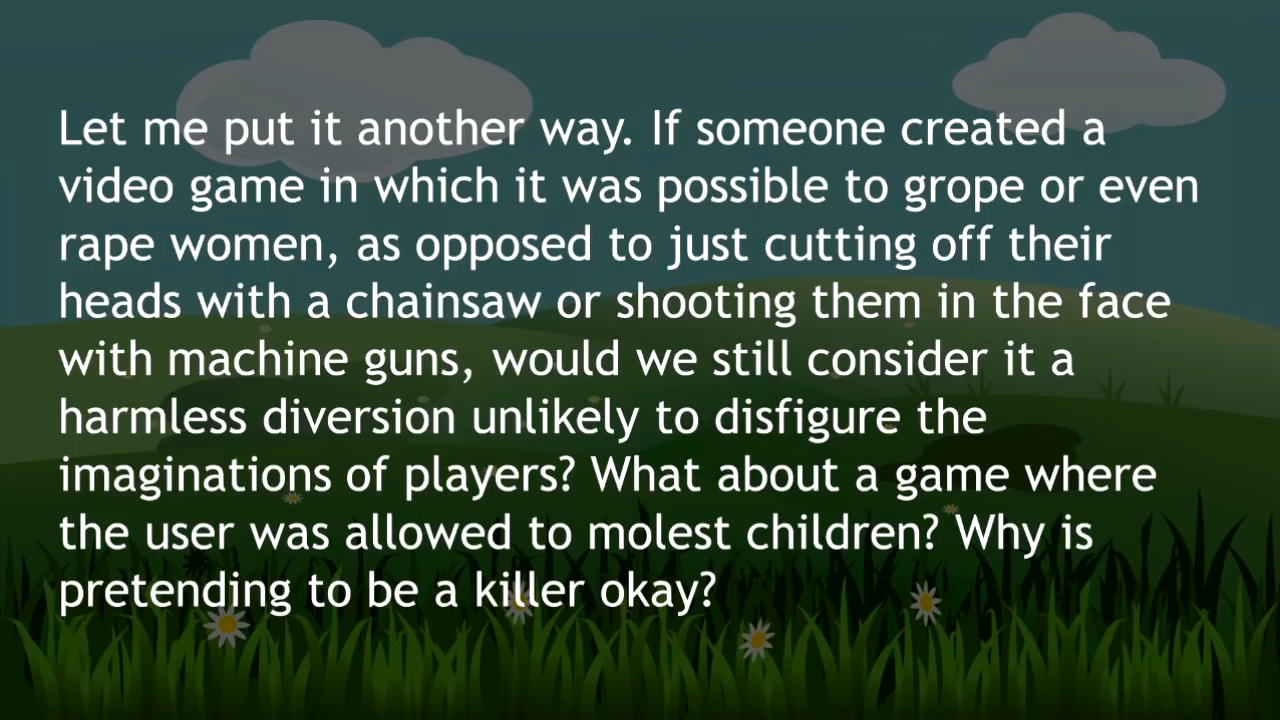 Let me put it another way. If someone created a
video game in which it was possible to grope or even
rape women, as opposed to just cutting off their
heads with a chainsaw or shooting them in the face
with machine guns, would we still consider it a
harmless diversion unlikely to disfigure the
imaginations of players? What about a game where
the user was allowed to molest children? Why is
pretending to be a killer okay?